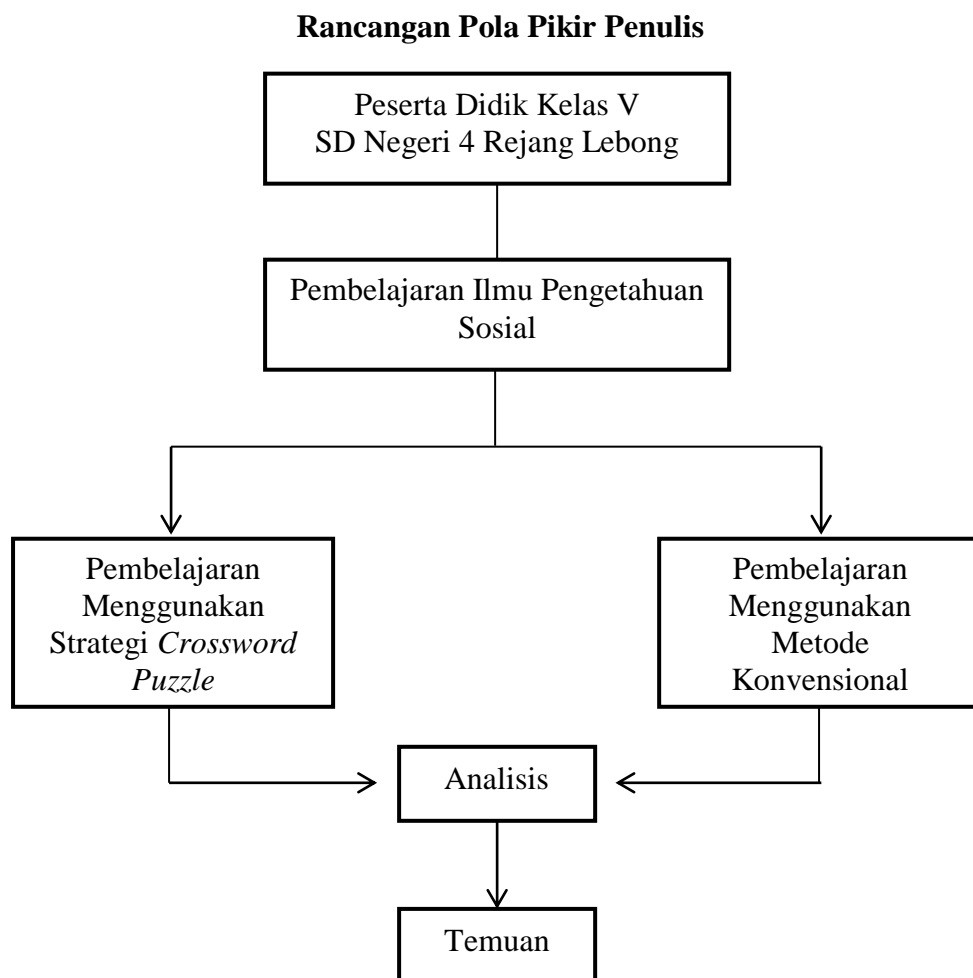 Rancangan Pola Pikir Penulis
Peserta Didik Kelas V
SD Negeri 4 Rejang Lebong
Pembelajaran Ilmu Pengetahuan
Sosial
Pembelajaran
Menggunakan
Strategi Crossword
Puzzle
Pembelajaran
Menggunakan
Metode
Konvensional
Analisis
Temuan